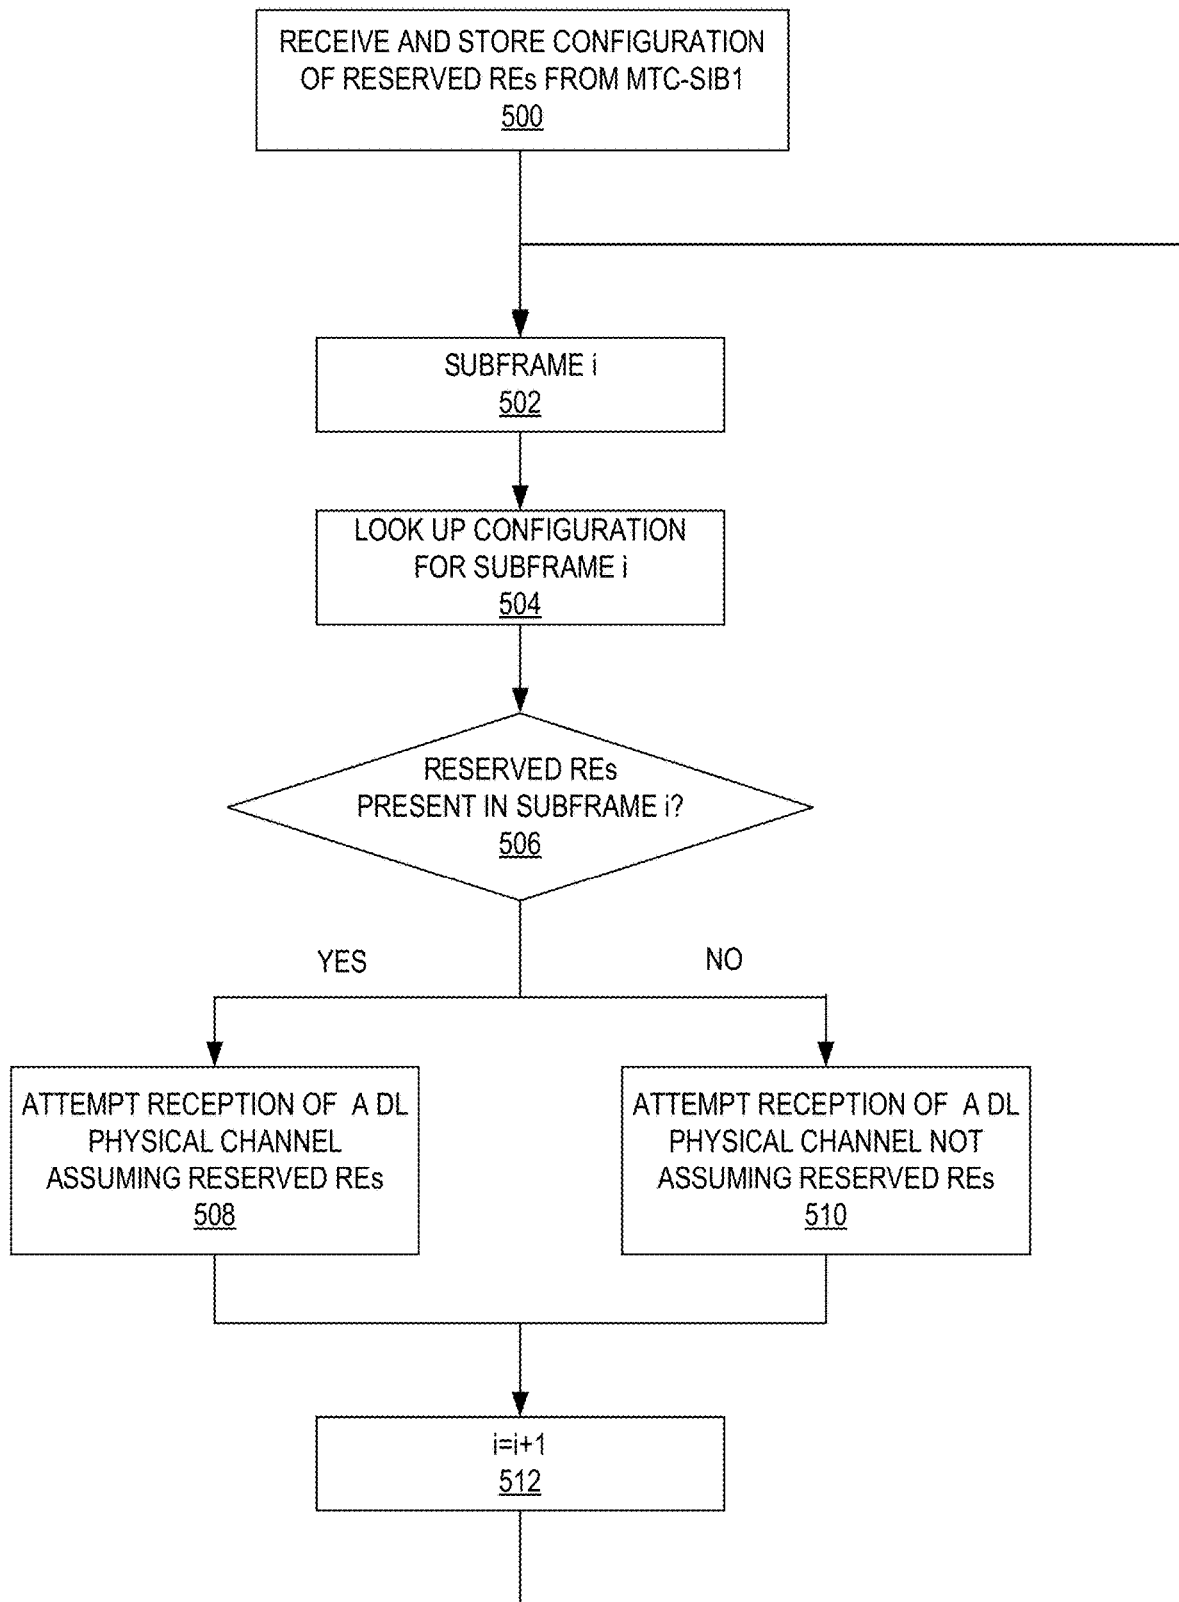 RECEIVE AND STORE CONFIGURATION
OF RESERVED REs FROM MTC-SIB1
500
SUBFRAME i
502
LOOK UP CONFIGURATION
FOR SUBFRAME i
504
RESERVED REs
PRESENT IN SUBFRAME i?
506
YES
NO
ATTEMPT RECEPTION OF A DL
PHYSICAL CHANNEL
ASSUMING RESERVED REs
508
ATTEMPT RECEPTION OF A DL
PHYSICAL CHANNEL NOT
ASSUMING RESERVED REs
510
i=i+1
512